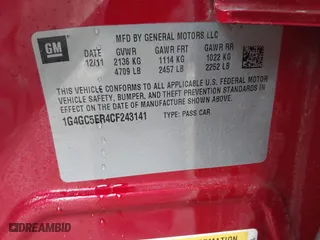 MFD BY GENERAL MOTORS LLC
GM
DATE GVWR GAWR FRT GAWR RR
12/11 2136 KG 1114 KG 1022 KG
4709 LB 2457 LB 2252 LB
THIS VEHICLE CONFORMS TO ALL APPLICABLE U.S. FEDERAL MOTOR
VEHICLE SAFETY, BUMPER, AND THEFT PREVENTION STANDARDS IN
EFFECT ON THE DATE OF MANUFACTURE SHOWN ABOVE.
1G4GC5ER4CF243141 TYPE: PASS CAR
INFORMATION
DREAMBID